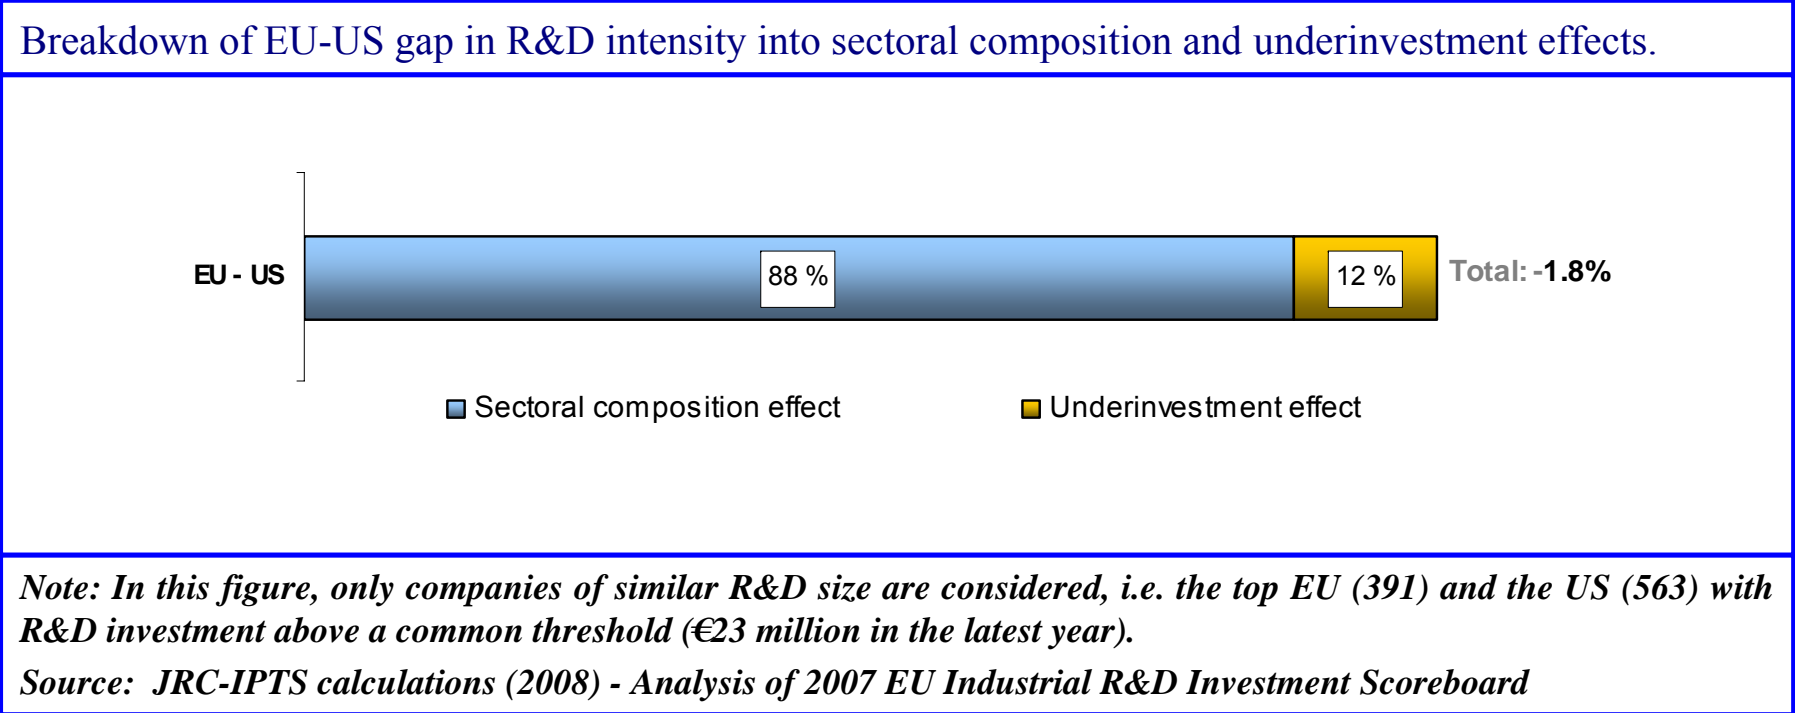 Breakdown of EU-US gap in R&D intensity into sectoral composition and underinvestment effects.
EU - US
88 %
12 %
Total: -1.8%
Sectoral composition effect
Underinvestment effect
Note: In this figure, only companies of similar R&D size are considered, i.e. the top EU (391) and the US (563) with
R&D investment above a common threshold (€23 million in the latest year).
Source: JRC-IPTS calculations (2008) - Analysis of 2007 EU Industrial R&D Investment Scoreboard